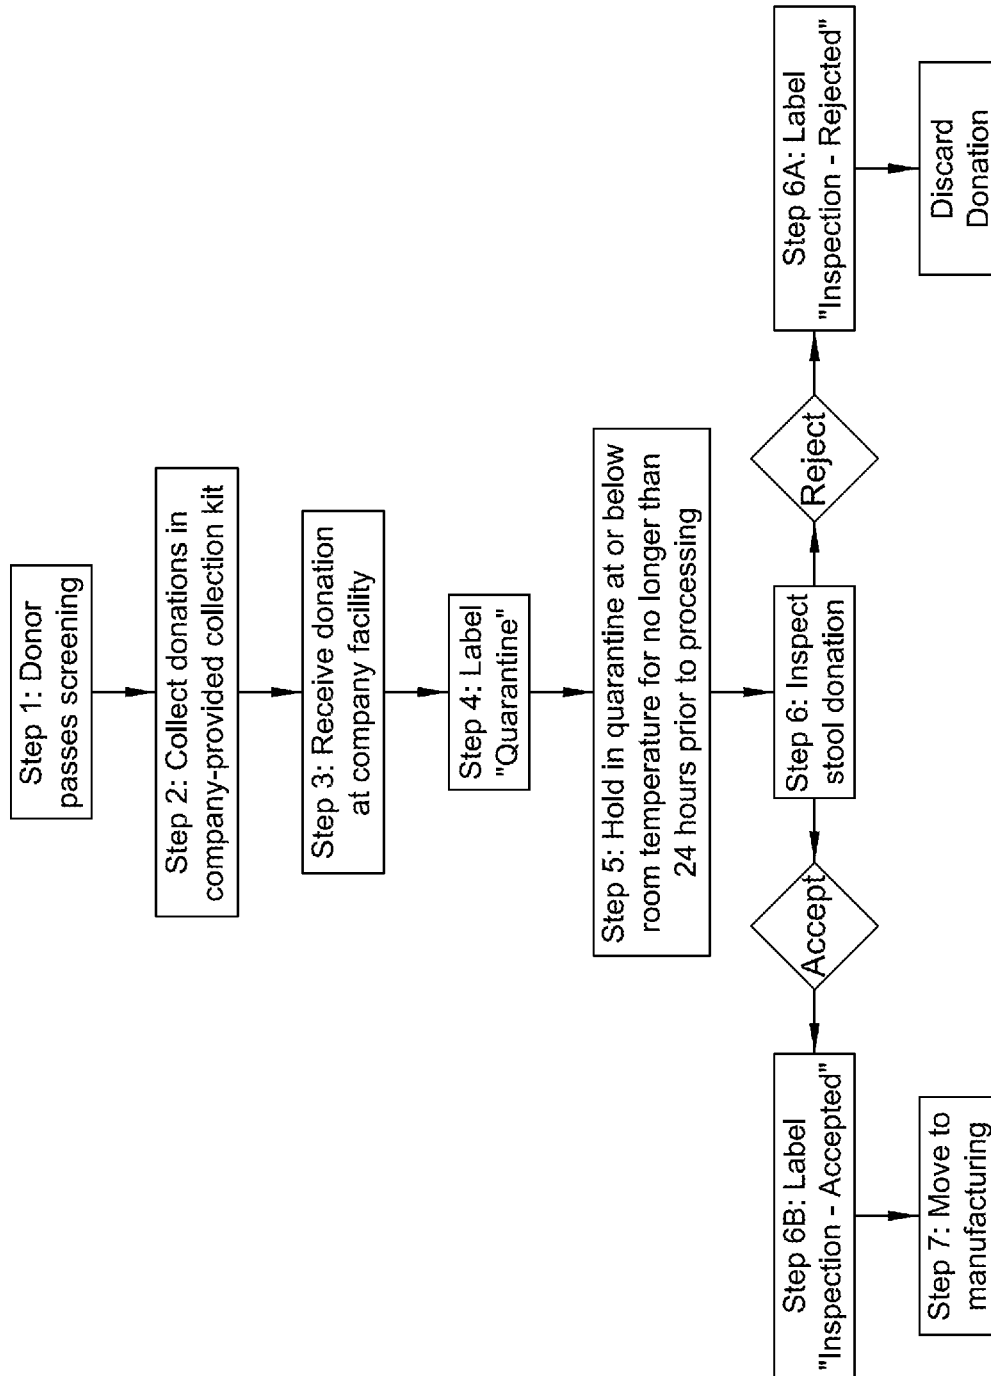 Step 1: Donor
passes screening
Step 2: Collect donations in
company-provided collection kit
Step 3: Receive donation
at company facility
Step 4: Label
"Quarantine"
Step 5: Hold in quarantine at or below
room temperature for no longer than
24 hours prior to processing
Step 6: Inspect
stool donation
Accept
Reject
Step 6B: Label
"Inspection - Accepted"
Step 6A: Label
"Inspection - Rejected"
Step 7: Move to
manufacturing
Discard
Donation